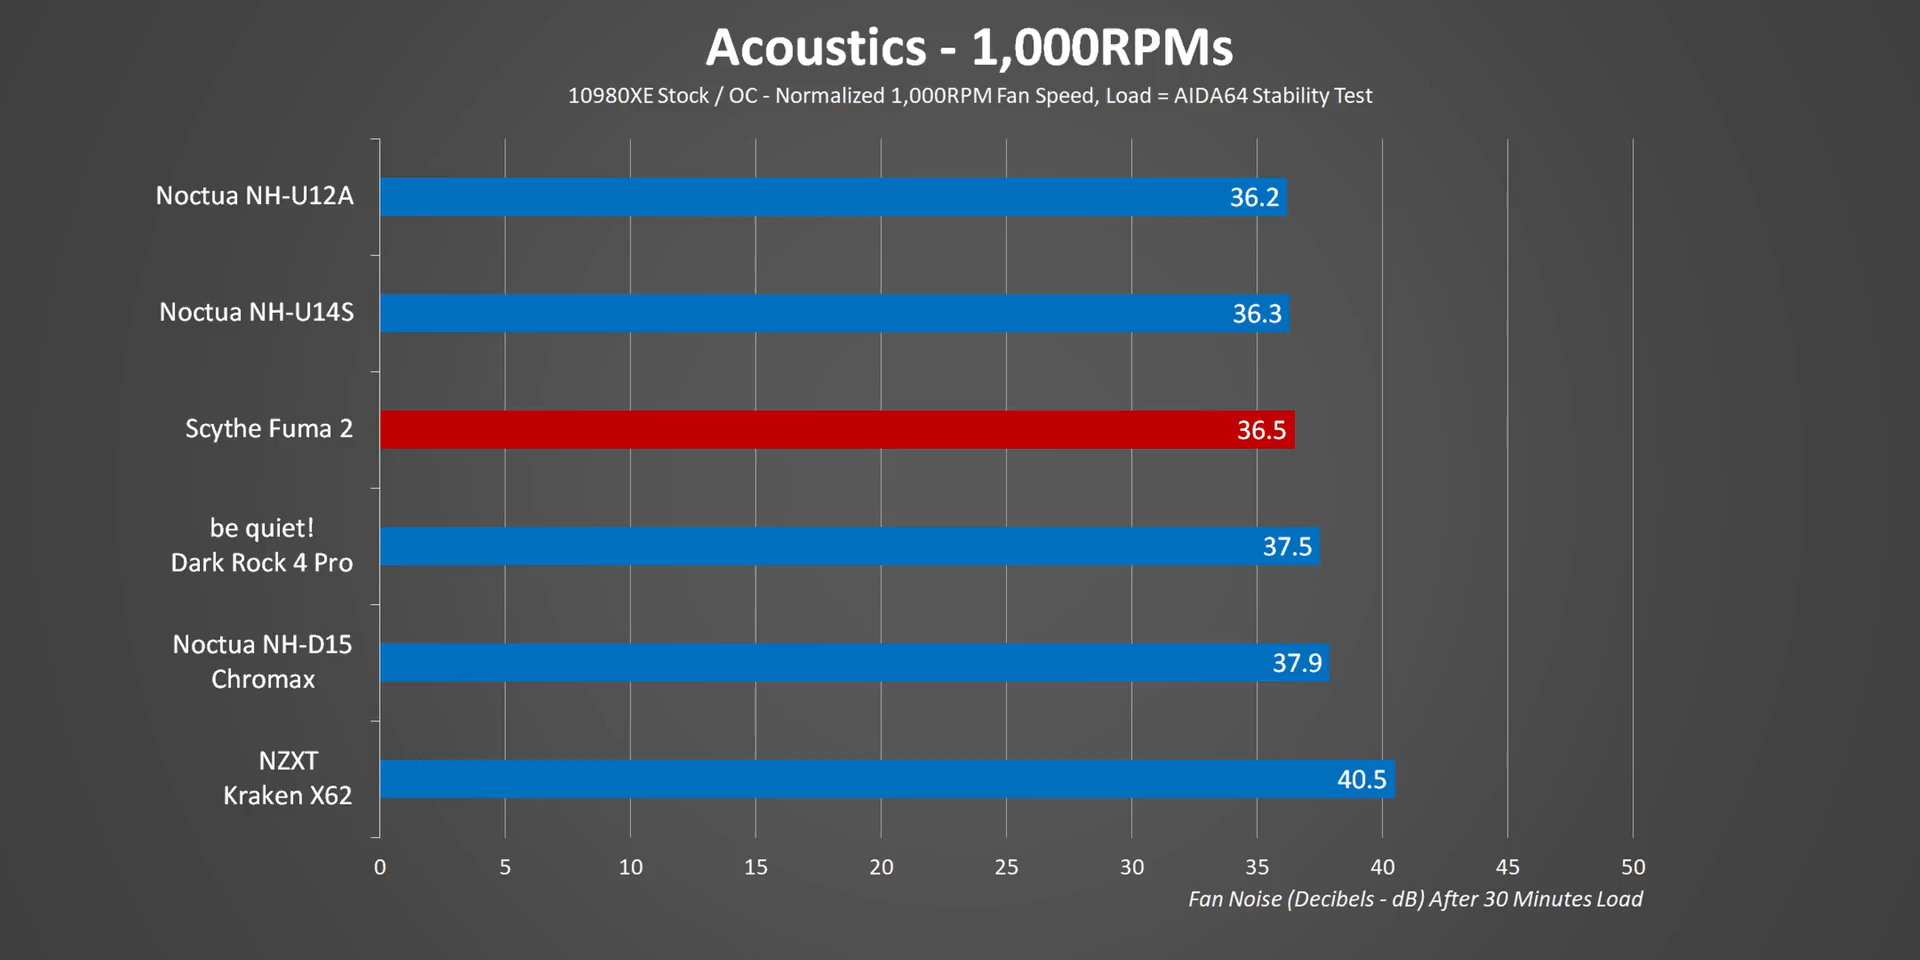 Acoustics - 1,000RPMs
10980XE Stock / OC - Normalized 1,000RPM Fan Speed, Load = AIDA64 Stability Test
Noctua NH-U12A
36.2
Noctua NH-U14S
36.3
Scythe Fuma 2
36.5
be quiet!
Dark Rock 4 Pro
37.5
Noctua NH-D15
Chromax
37.9
NZXT
Kraken X62
40.5
0 5 10 15 20 25 30 35 40 45 50
Fan Noise (Decibels - dB) After 30 Minutes Load